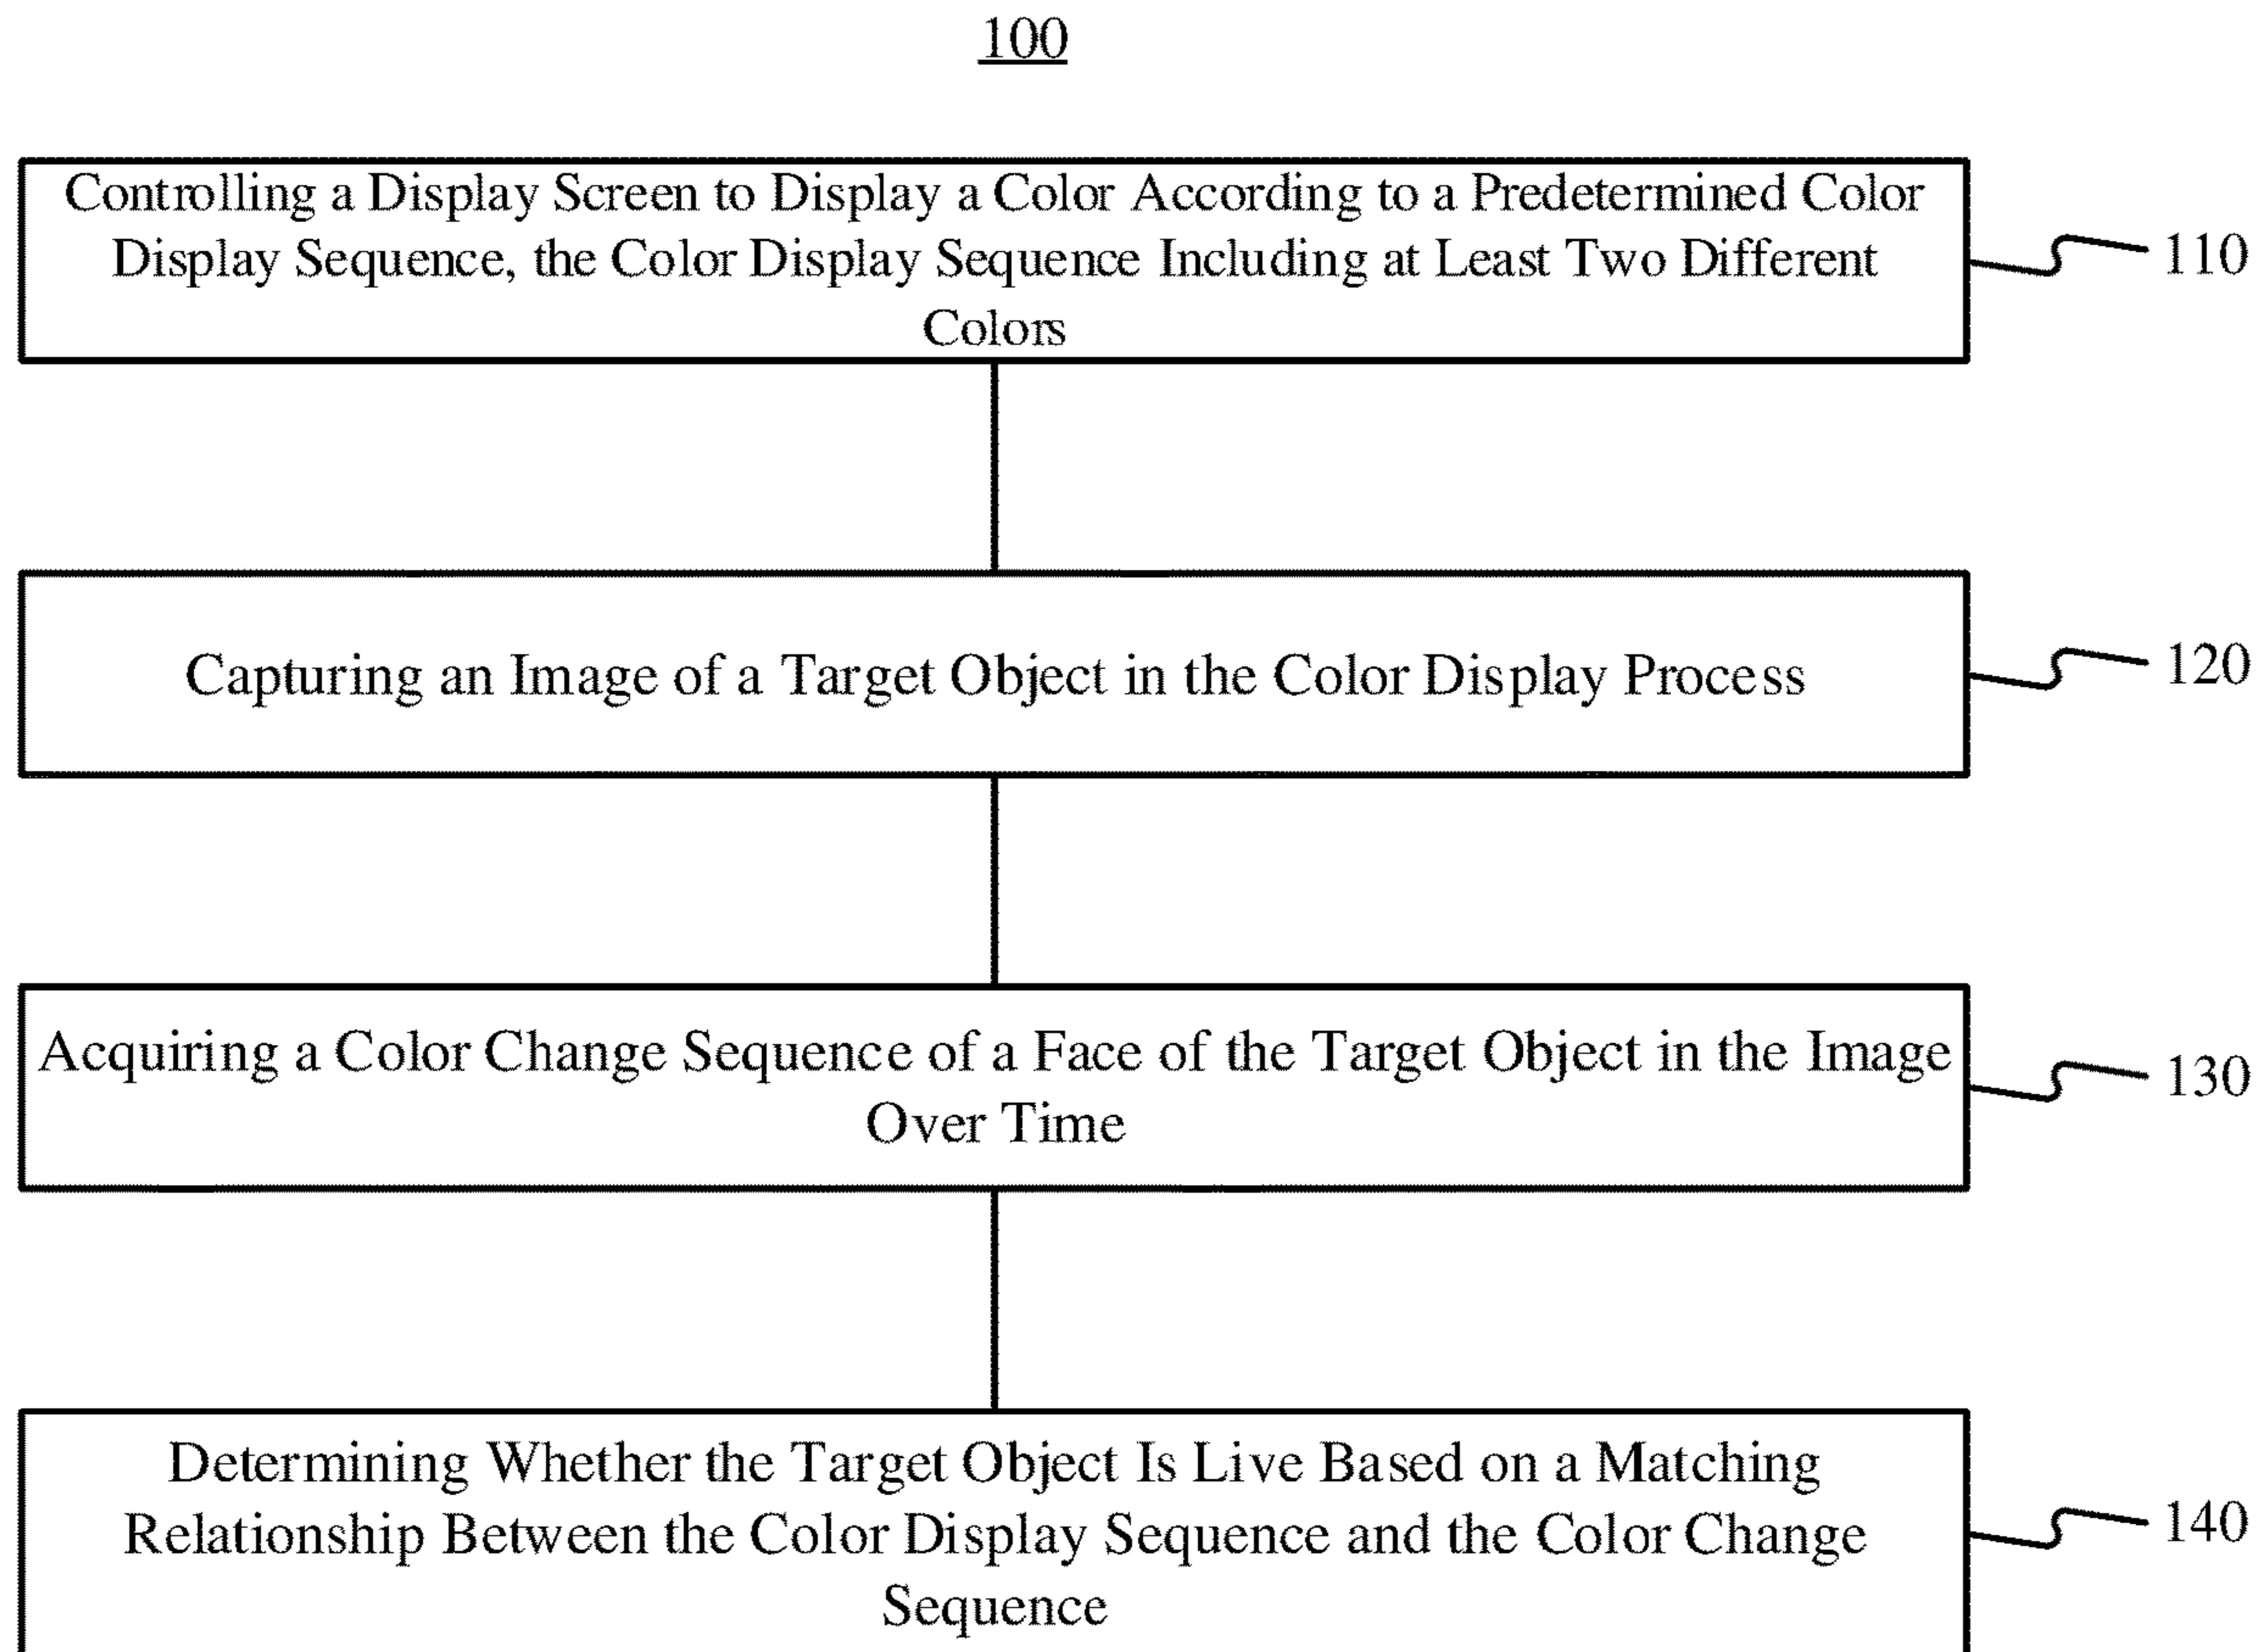 100
Controlling a Display Screen to Display a Color According to a Predetermined Color
Display Sequence, the Color Display Sequence Including at Least Two Different
Colors
110
Capturing an Image of a Target Object in the Color Display Process
120
Acquiring a Color Change Sequence of a Face of the Target Object in the Image
Over Time
130
Determining Whether the Target Object Is Live Based on a Matching
Relationship Between the Color Display Sequence and the Color Change
Sequence
140